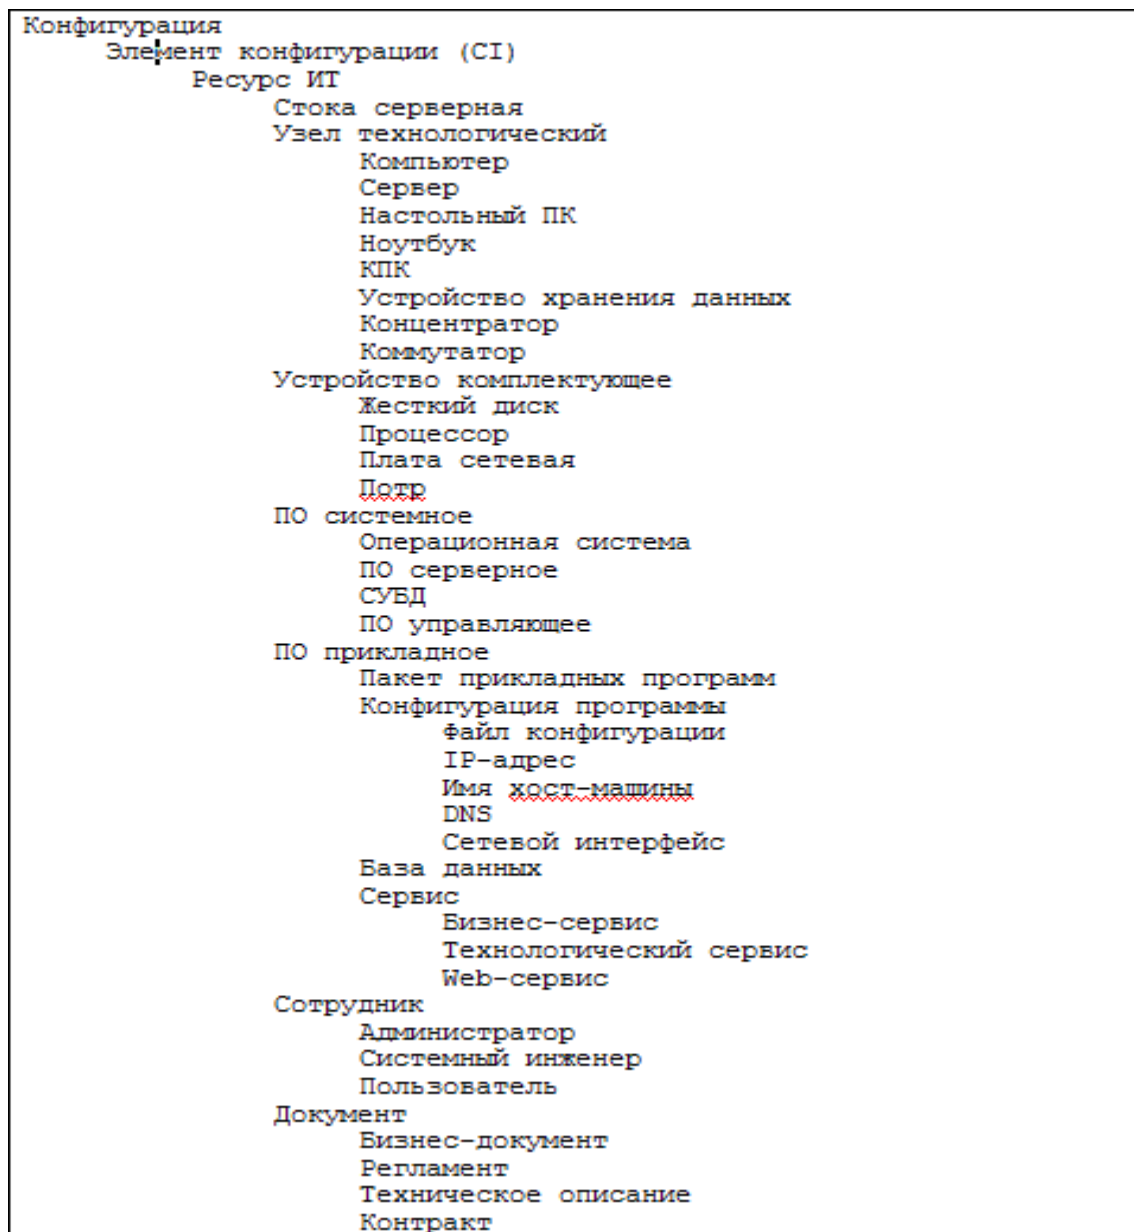 Конфигурация
Элемент конфигурации (CI)
Ресурс ИТ
Стока серверная
Узел технологический
Компьютер
Сервер
Настольный ПК
Ноутбук
КПК
Устройство хранения данных
Концентратор
Коммутатор
Устройство комплектующее
Жесткий диск
Процессор
Плата сетевая
Потр
ПО системное
Операционная система
ПО серверное
СУБД
ПО управляющее
ПО прикладное
Пакет прикладных программ
Конфигурация программы
Файл конфигурации
IP-адрес
Имя хост-машины
DNS
Сетевой интерфейс
База данных
Сервис
Бизнес-сервис
Технологический сервис
Web-сервис
Сотрудник
Администратор
Системный инженер
Пользователь
Документ
Бизнес-документ
Регламент
Техническое описание
Контракт